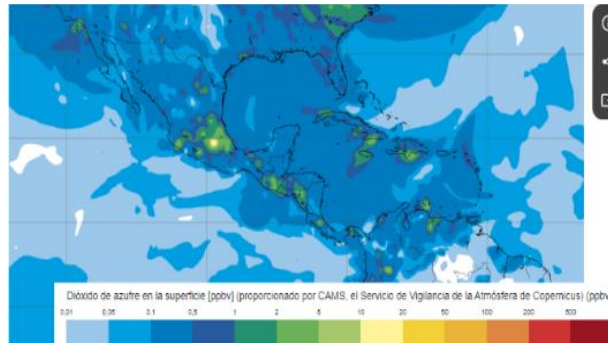 Dióxido de azufre en la superficie [ppbv] (proporcionado por CAMS, el Servicio de Vigilancia de la Atmósfera de Copernicus) (ppbv
0,01 0,05 0,1 0,5 1 2 5 10 20 50 100 200 500